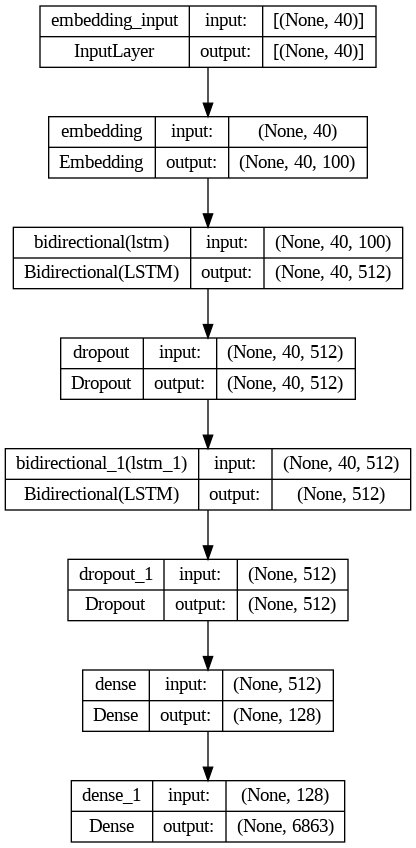 embedding_input input: [(None, 40)]
InputLayer output: [(None, 40)]
embedding input: (None, 40)
Embedding output: (None, 40, 100)
bidirectional(lstm) input: (None, 40, 100)
Bidirectional(LSTM) output: (None, 40, 512)
dropout input: (None, 40, 512)
Dropout output: (None, 40, 512)
bidirectional_1(lstm_1) input: (None, 40, 512)
Bidirectional(LSTM) output: (None, 512)
dropout_1 input: (None, 512)
Dropout output: (None, 512)
dense input: (None, 512)
Dense output: (None, 128)
dense_1 input: (None, 128)
Dense output: (None, 6863)